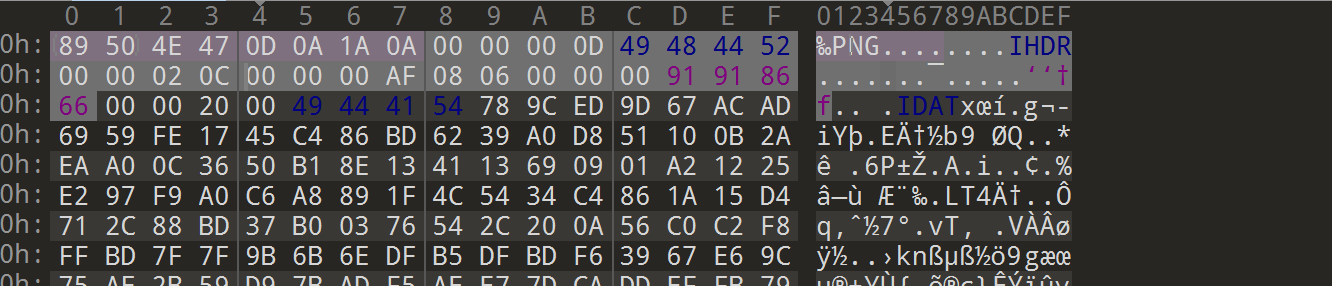 0 1 2 3 4 5 6 7 8 9 A B C D E F 0123456789ABCDEF
0h: 89 50 4E 47 0D 0A 1A 0A 00 00 00 0D 49 48 44 52 ‰PNG........IHDR
0h: 00 00 02 0C 00 00 00 AF 08 06 00 00 00 91 91 86 .......¯.....‘‘†
0h: 66 00 00 20 00 49 44 41 54 78 9C ED 9D 67 AC AD f.. .IDATxœí.g¬-
0h: 69 59 FE 17 45 C4 86 BD 62 39 A0 D8 51 10 0B 2A iYþ.EÄ†½b9 ØQ..*
0h: EA A0 0C 36 50 B1 8E 13 41 13 69 09 01 A2 12 25 ê .6P±Ž.A.i..¢.%
0h: E2 97 F9 A0 C6 A8 89 1F 4C 54 34 C4 86 1A 15 D4 â—ù Æ¨‰.LT4Ä†..Ô
0h: 71 2C 88 BD 37 B0 03 76 54 2C 20 0A 56 C0 C2 F8 q,ˆ½7°.vT, .VÀÂø
0h: FF BD 7F 7F 9B 6B 6E DF B5 DF BD F6 39 67 E6 9C ÿ½..›knßµß½ö9gæœ